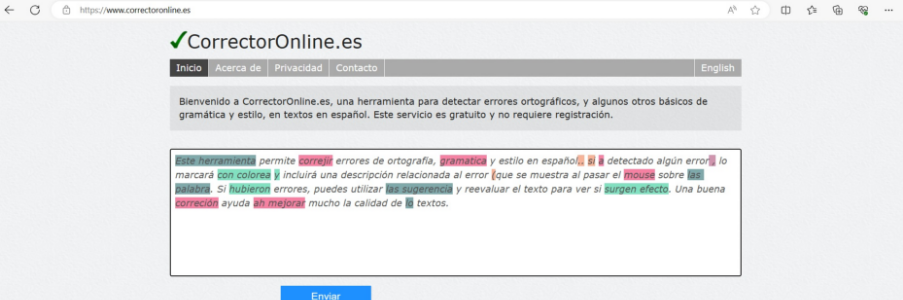 https://www.correctoronline.es
CorrectorOnline.es
Inicio Acerca de Privacidad Contacto English
Bienvenido a CorrectorOnline.es, una herramienta para detectar errores ortográficos, y algunos otros básicos de
gramática y estilo, en textos en español. Este servicio es gratuito y no requiere registración.
Este herramienta permite correjir errores de ortografía, gramatica y estilo en español.. si a detectado algún error, lo
marcará con colorea y incluirá una descripción relacionada al error (que se muestra al pasar el mouse sobre las
palabra. Si hubieron errores, puedes utilizar las sugerencia y reevaluar el texto para ver si surgen efecto. Una buena
correción ayuda ah mejorar mucho la calidad de lo textos.
Enviar